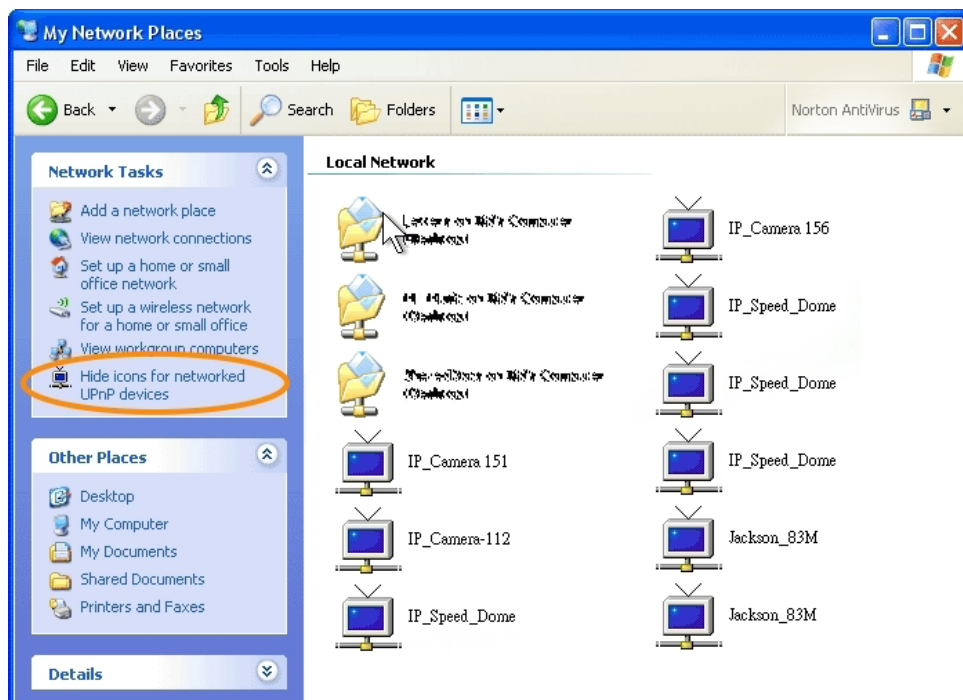 My Network Places
File Edit View Favorites Tools Help
Back Search Folders Norton AntiVirus
Network Tasks
Add a network place
View network connections
Set up a home or small
office network
Set up a wireless network
for a home or small office
View workgroup computers
Hide icons for networked
UPnP devices
Other Places
Desktop
My Computer
My Documents
Shared Documents
Printers and Faxes
Details
Local Network
IP_Camera 151
IP_Camera-112
IP_Speed_Dome
IP_Camera 156
IP_Speed_Dome
IP_Speed_Dome
IP_Speed_Dome
Jackson_83M
Jackson_83M